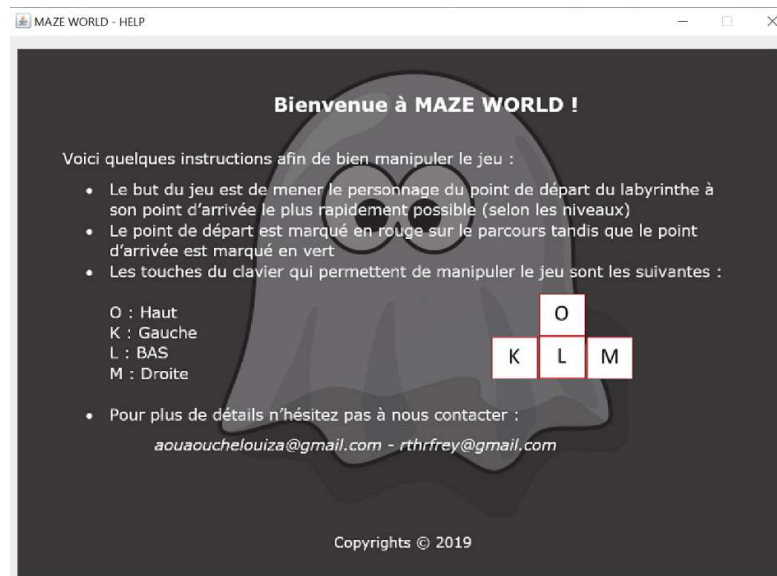 MAZE WORLD - HELP
Bienvenue à MAZE WORLD !
Voici quelques instructions afin de bien manipuler le jeu :
• Le but du jeu est de mener le personnage du point de départ du labyrinthe à
son point d'arrivée le plus rapidement possible (selon les niveaux)
• Le point de départ est marqué en rouge sur le parcours tandis que le point
d'arrivée est marqué en vert
• Les touches du clavier qui permettent de manipuler le jeu sont les suivantes :
O : Haut
K : Gauche
L : BAS
M : Droite
O
K L M
• Pour plus de détails n'hésitez pas à nous contacter :
aouaouchelouiza@gmail.com - rthrfrey@gmail.com
Copyrights © 2019